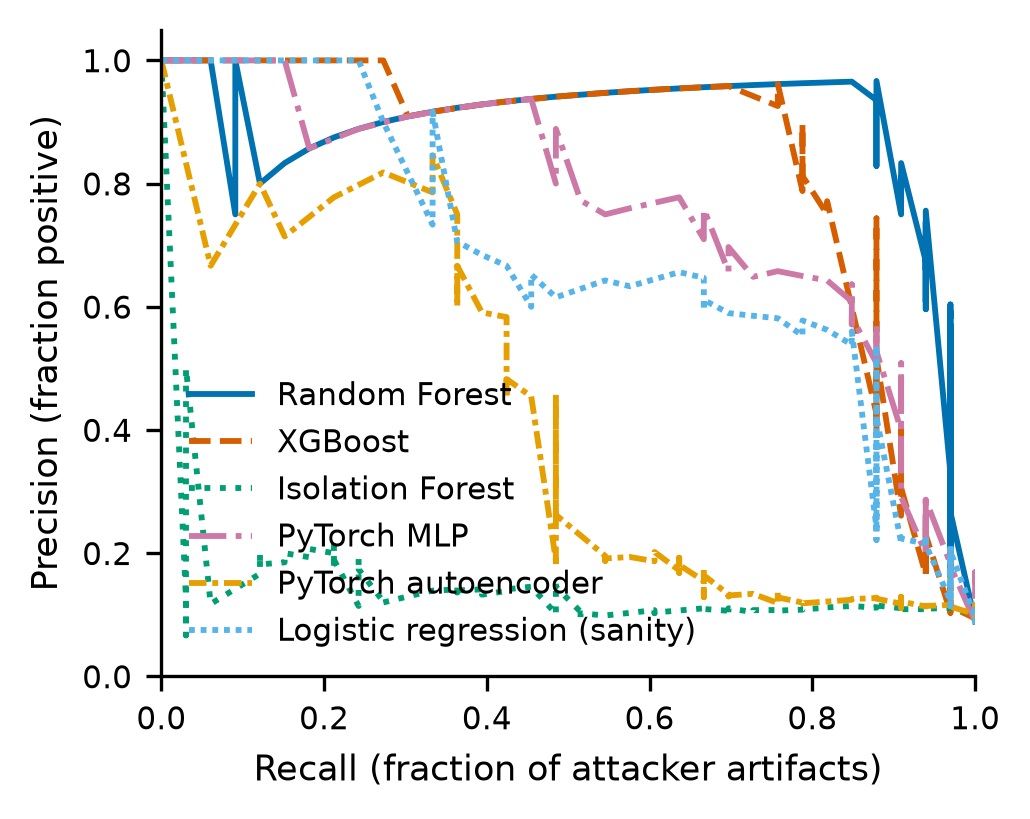 Precision (fraction positive)
1.0
0.8
0.6
0.4
0.2
0.0
Random Forest
XGBoost
Isolation Forest
PyTorch MLP
PyTorch autoencoder
Logistic regression (sanity)
0.0 0.2 0.4 0.6 0.8 1.0
Recall (fraction of attacker artifacts)